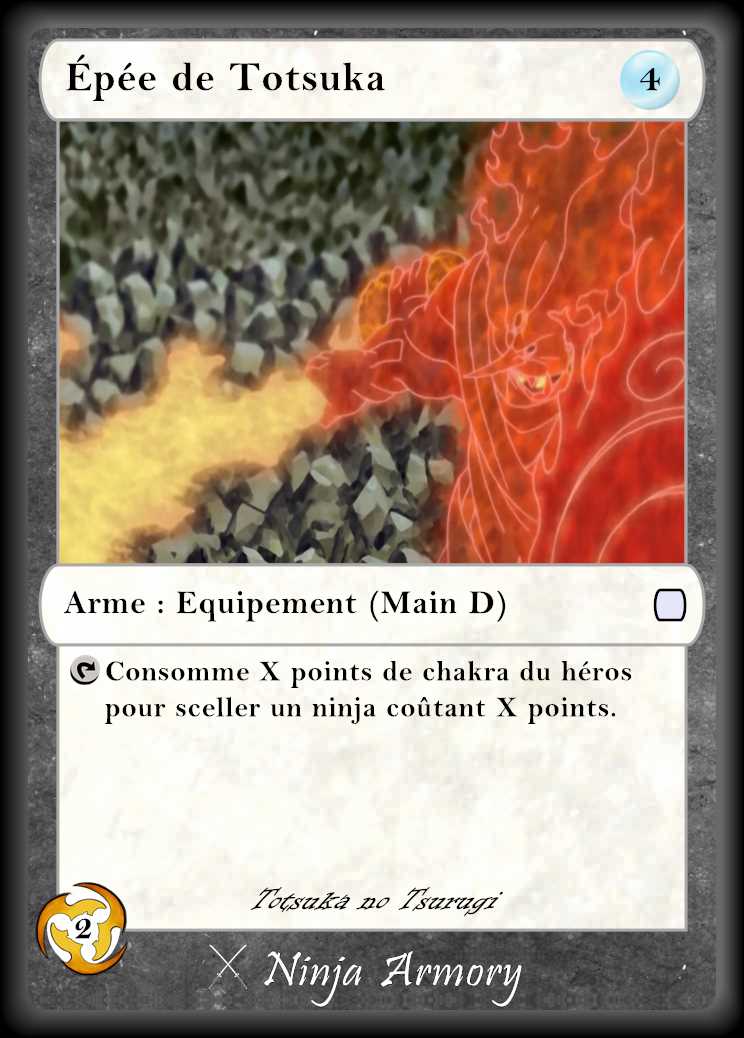 Épée de Totsuka
4
Arme : Equipement (Main D)
Consomme X points de chakra du héros
pour sceller un ninja coûtant X points.
Totsuka no Tsurugi
2
Ninja Armory